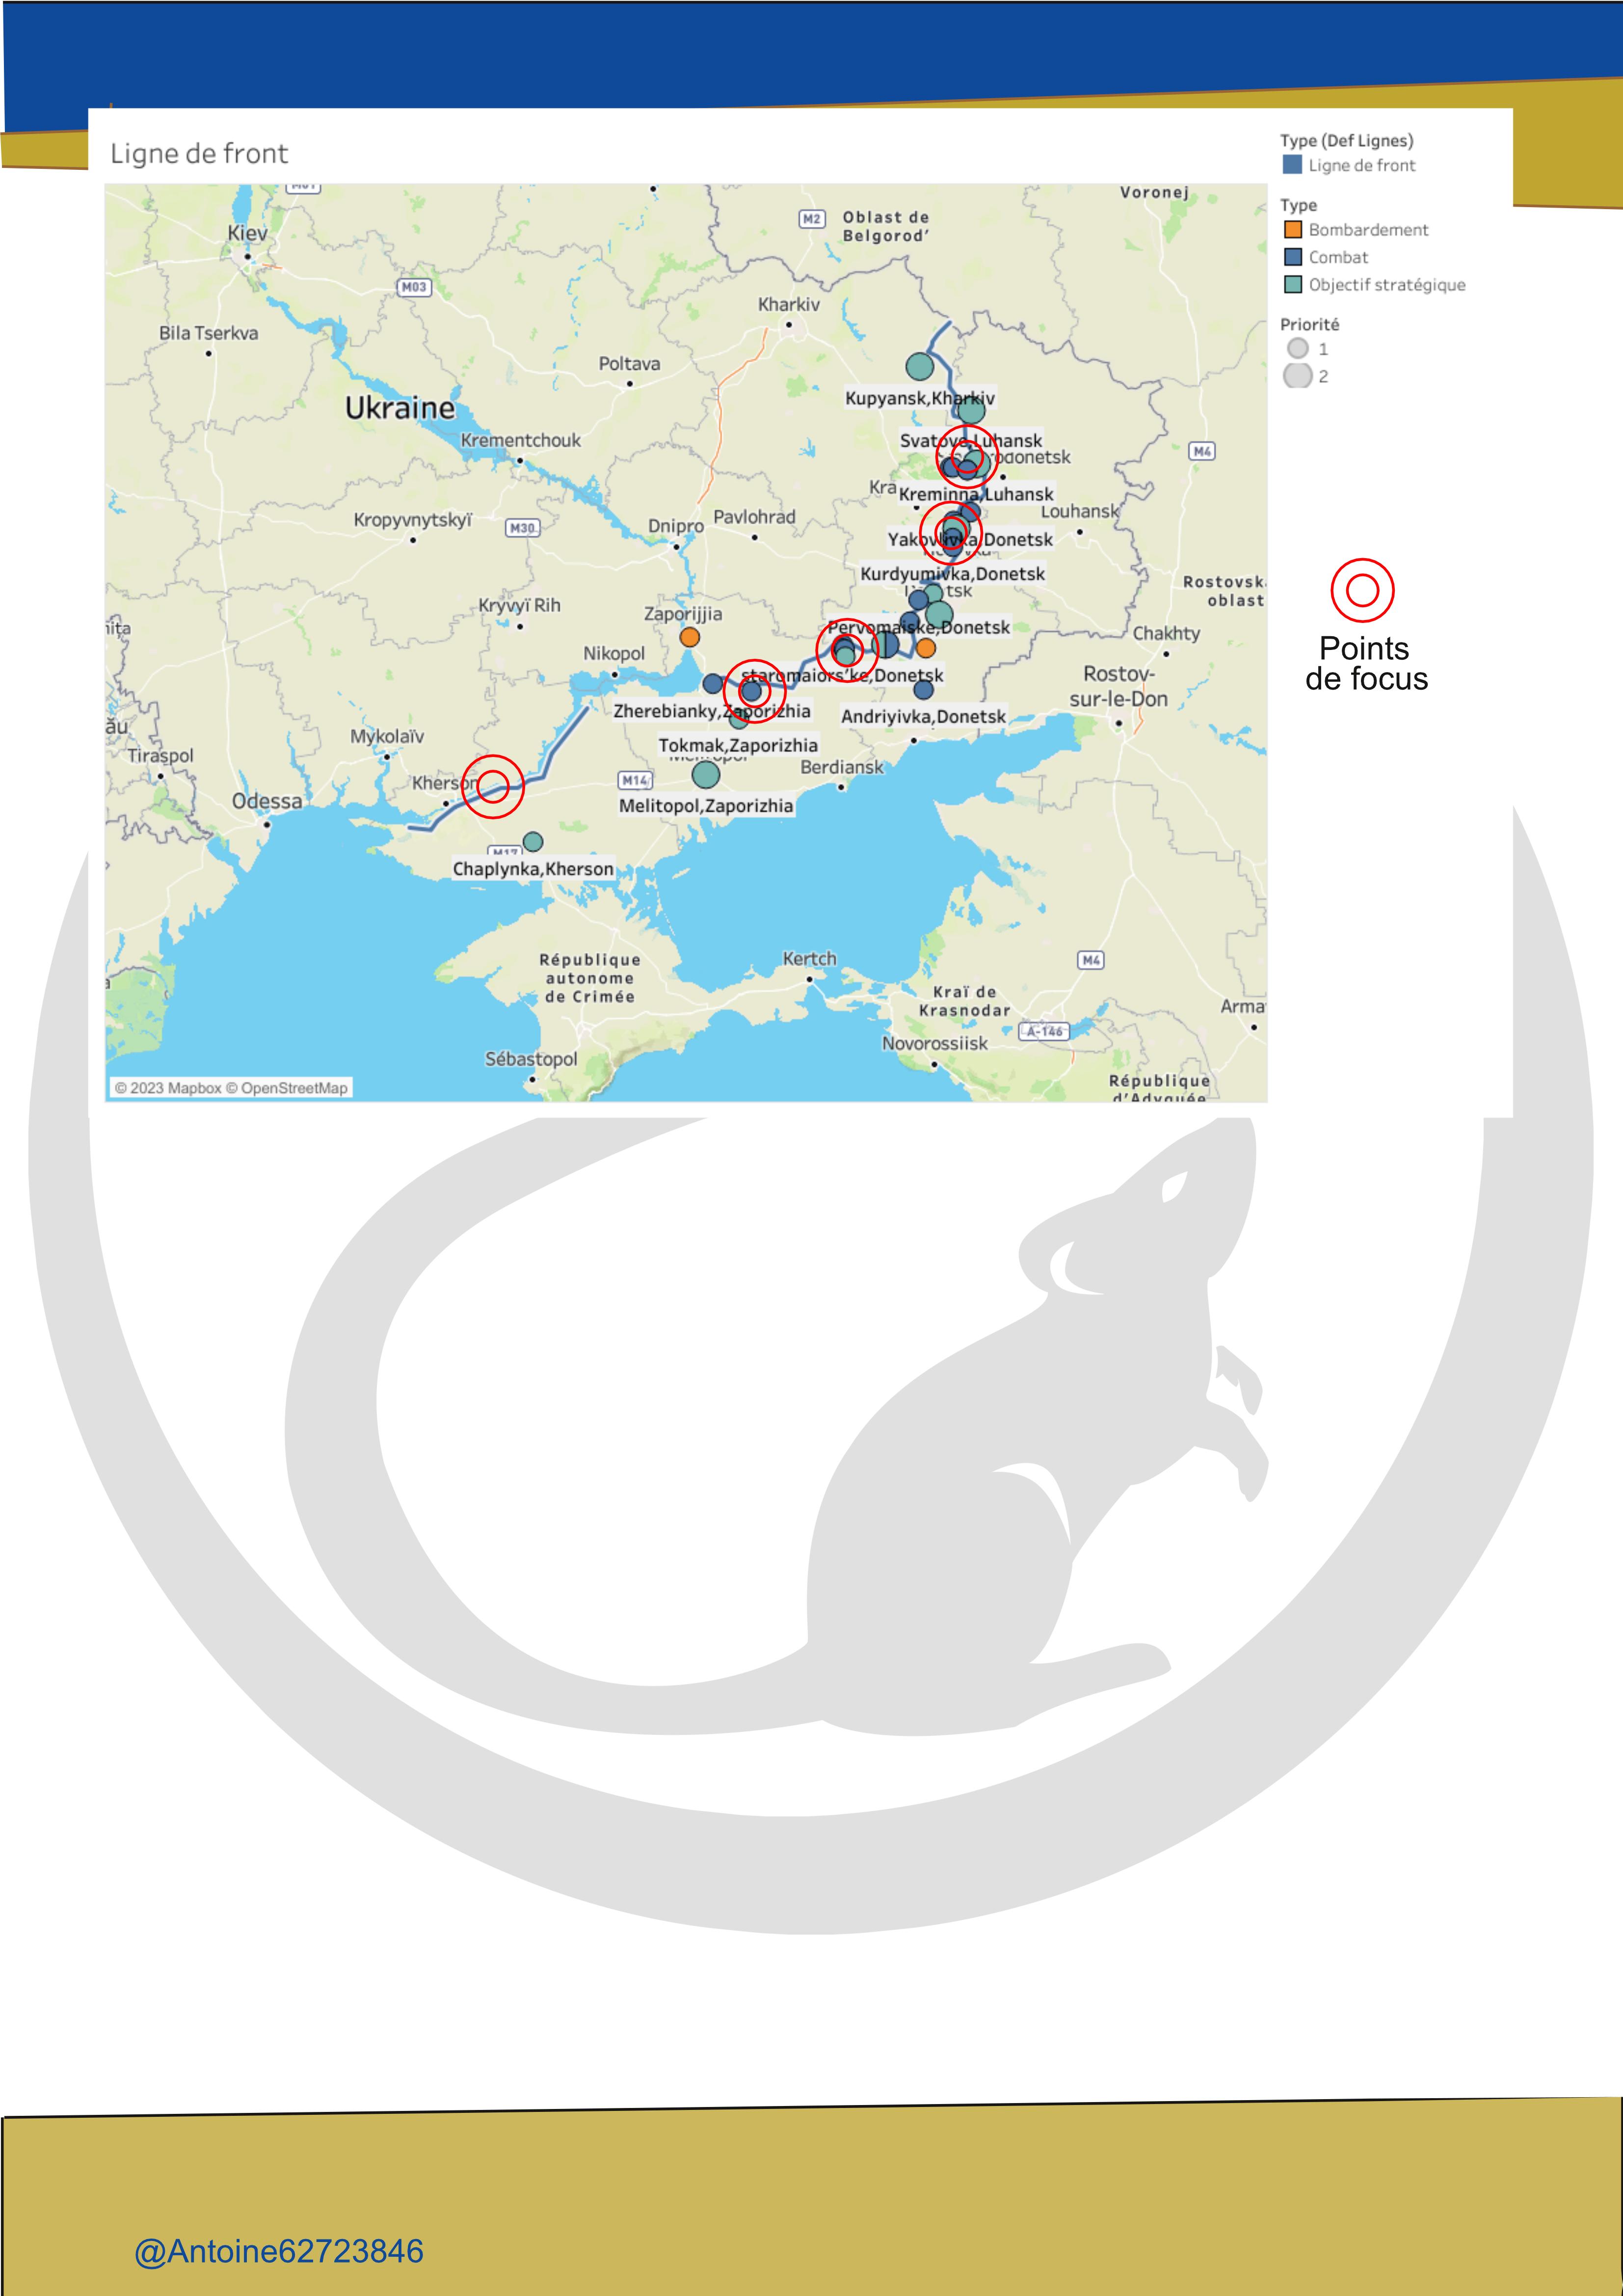 Ligne de front
Type (Def Lignes)
Ligne de front
Type
Bombardement
Combat
Objectif stratégique
Priorité
1
2
Points
de focus
Voronej
M2
Oblast de
Belgorod'
Kiev
M03
Kharkiv
Bila Tserkva
Poltava
Ukraine
Kupyansk,Kharkiv
Krementchouk
Svatove,Luhansk
M4
Kreminna,Luhansk
Louhansk
Kropyvnytskyï
M30
Dnipro
Pavlohrad
Yakovlivka,Donetsk
Kurdyumivka,Donetsk
Rostovsk
oblast
Kryvyï Rih
Zaporijjia
Pervomaiske,Donetsk
Chakhty
Nikopol
staromaiors'ke,Donetsk
Rostov-
sur-le-Don
Zherebianky,Zaporizhia
Andriyivka,Donetsk
Mykolaïv
Tiraspol
Tokmak,Zaporizhia
Kherson
M14
Berdiansk
Odessa
Melitopol,Zaporizhia
M17
Chaplynka,Kherson
République
autonome
de Crimée
Kertch
M4
Kraï de
Krasnodar
A-146
Novorossiisk
Sébastopol
République
d'Adyguée
© 2023 Mapbox © OpenStreetMap
@Antoine62723846